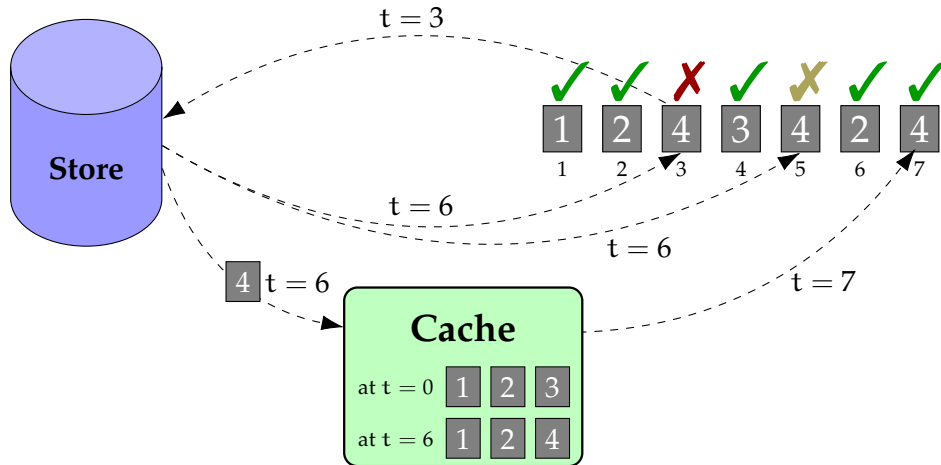 t = 3
1 2 4 3 4 2 4
1 2 3 4 5 6 7
Store
t = 6
t = 6
4 t = 6
t = 7
Cache
at t = 0 1 2 3
at t = 6 1 2 4